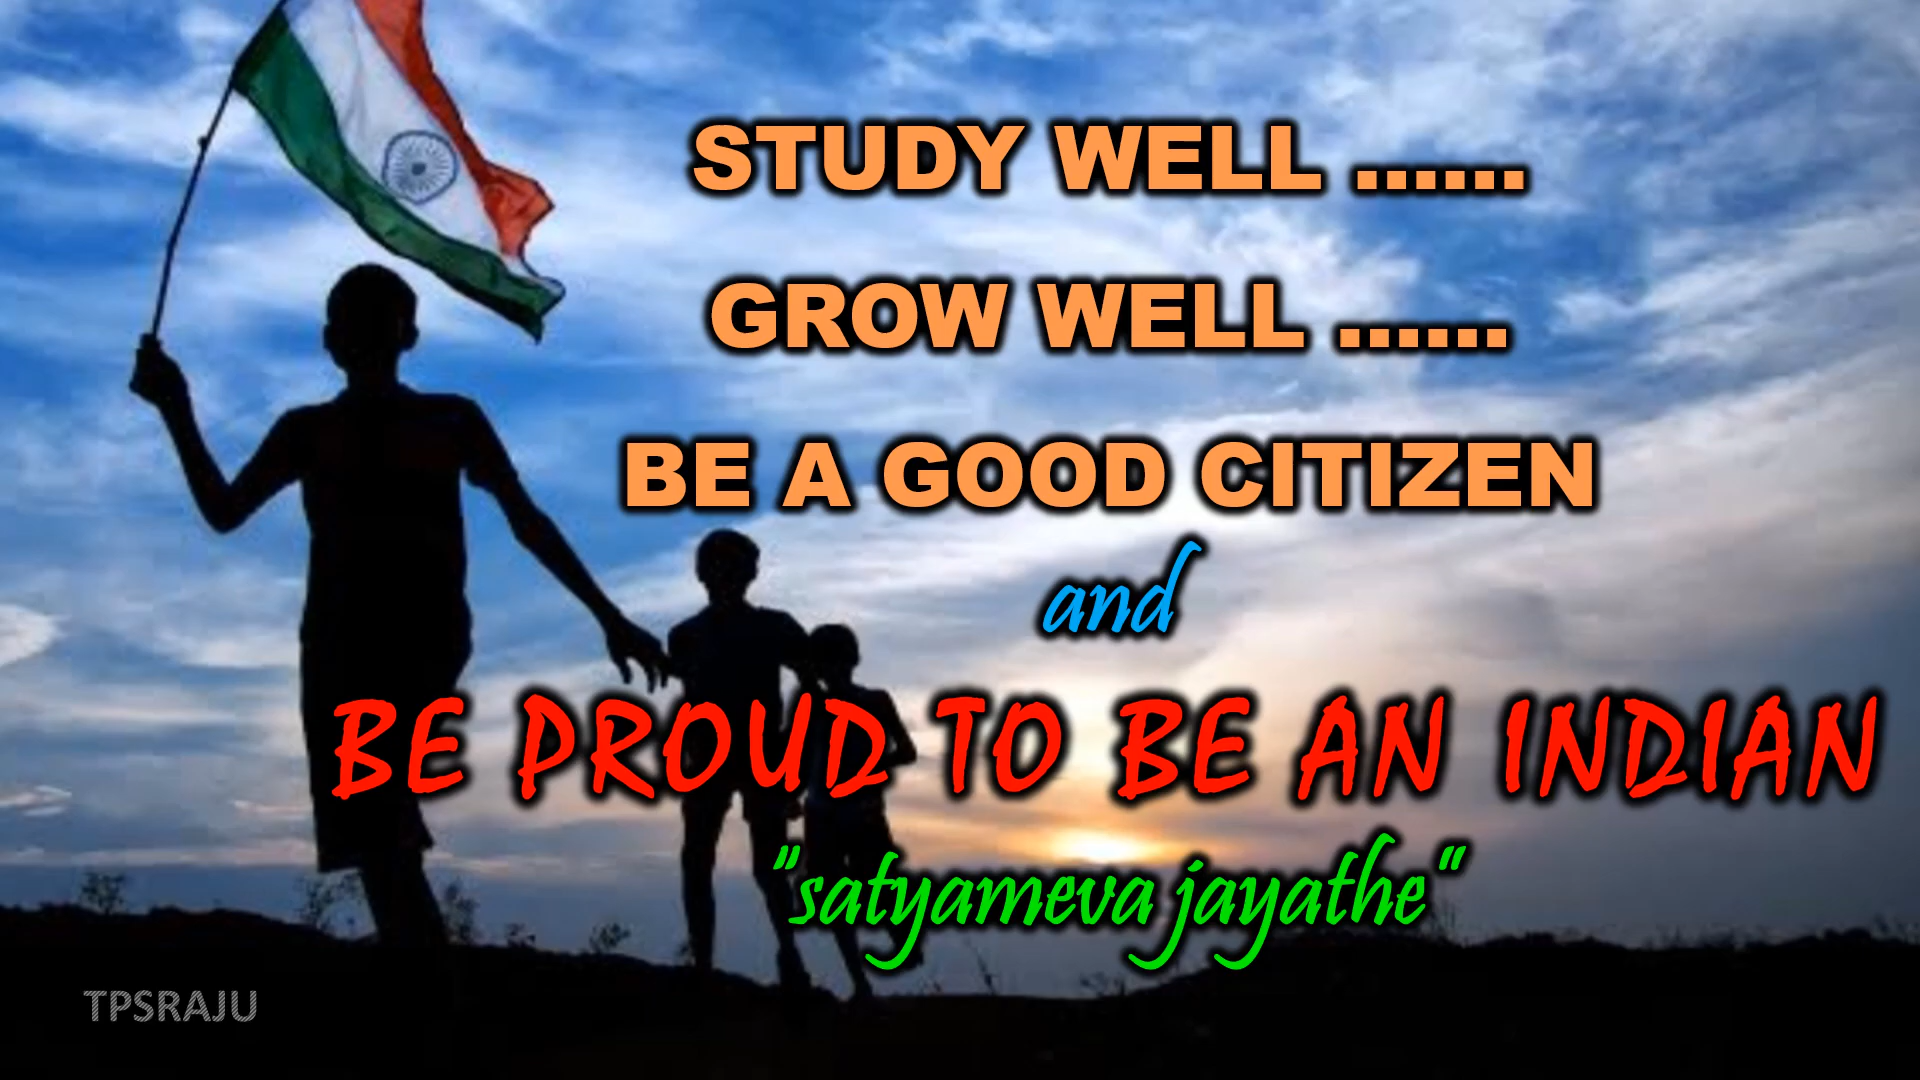 STUDY WELL ......
GROW WELL ......
BE A GOOD CITIZEN
and
BE PROUD TO BE AN INDIAN
"satyameva jayathe"
TPSRAJU